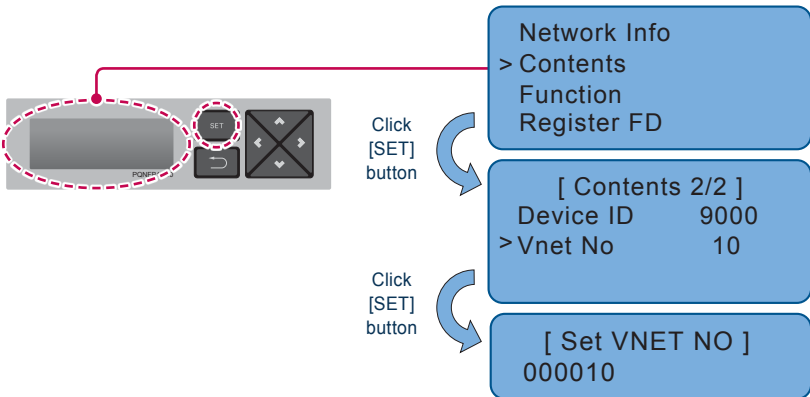 Network Info
> Contents
Function
Register FD
Click
[SET]
button
SET
[ Contents 2/2 ]
Device ID 9000
> Vnet No 10
Click
[SET]
button
[ Set VNET NO ]
000010